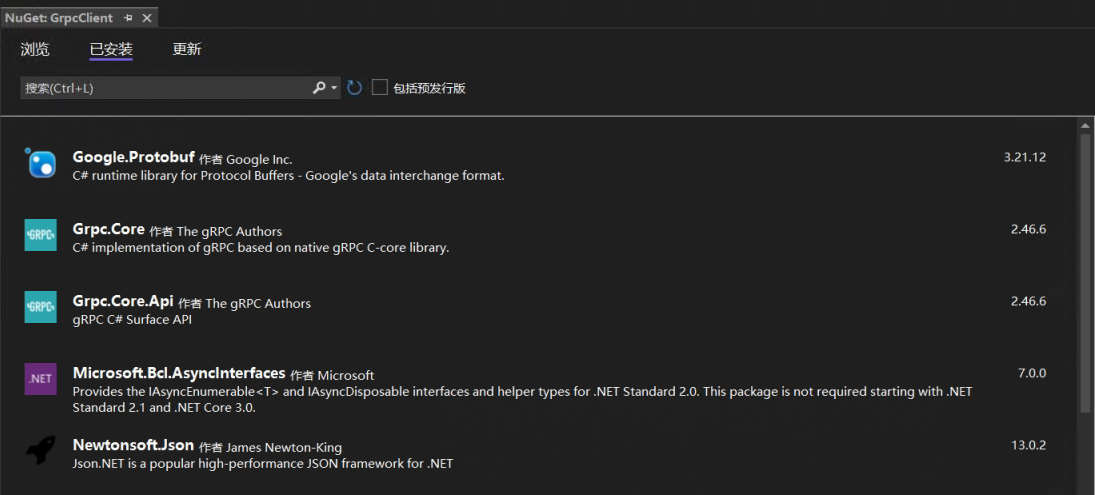 NuGet: GrpcClient
浏览 已安装 更新
搜索(Ctrl+L) 包括预发行版
Google.Protobuf 作者 Google Inc. 3.21.12
C# runtime library for Protocol Buffers - Google's data interchange format.
GRPC Grpc.Core 作者 The gRPC Authors 2.46.6
C# implementation of gRPC based on native gRPC C-core library.
GRPC Grpc.Core.Api 作者 The gRPC Authors 2.46.6
gRPC C# Surface API
.NET Microsoft.Bcl.AsyncInterfaces 作者 Microsoft 7.0.0
Provides the IAsyncEnumerable<T> and IAsyncDisposable interfaces and helper types for .NET Standard 2.0. This package is not required starting with .NET
Standard 2.1 and .NET Core 3.0.
Newtonsoft.Json 作者 James Newton-King 13.0.2
Json.NET is a popular high-performance JSON framework for .NET